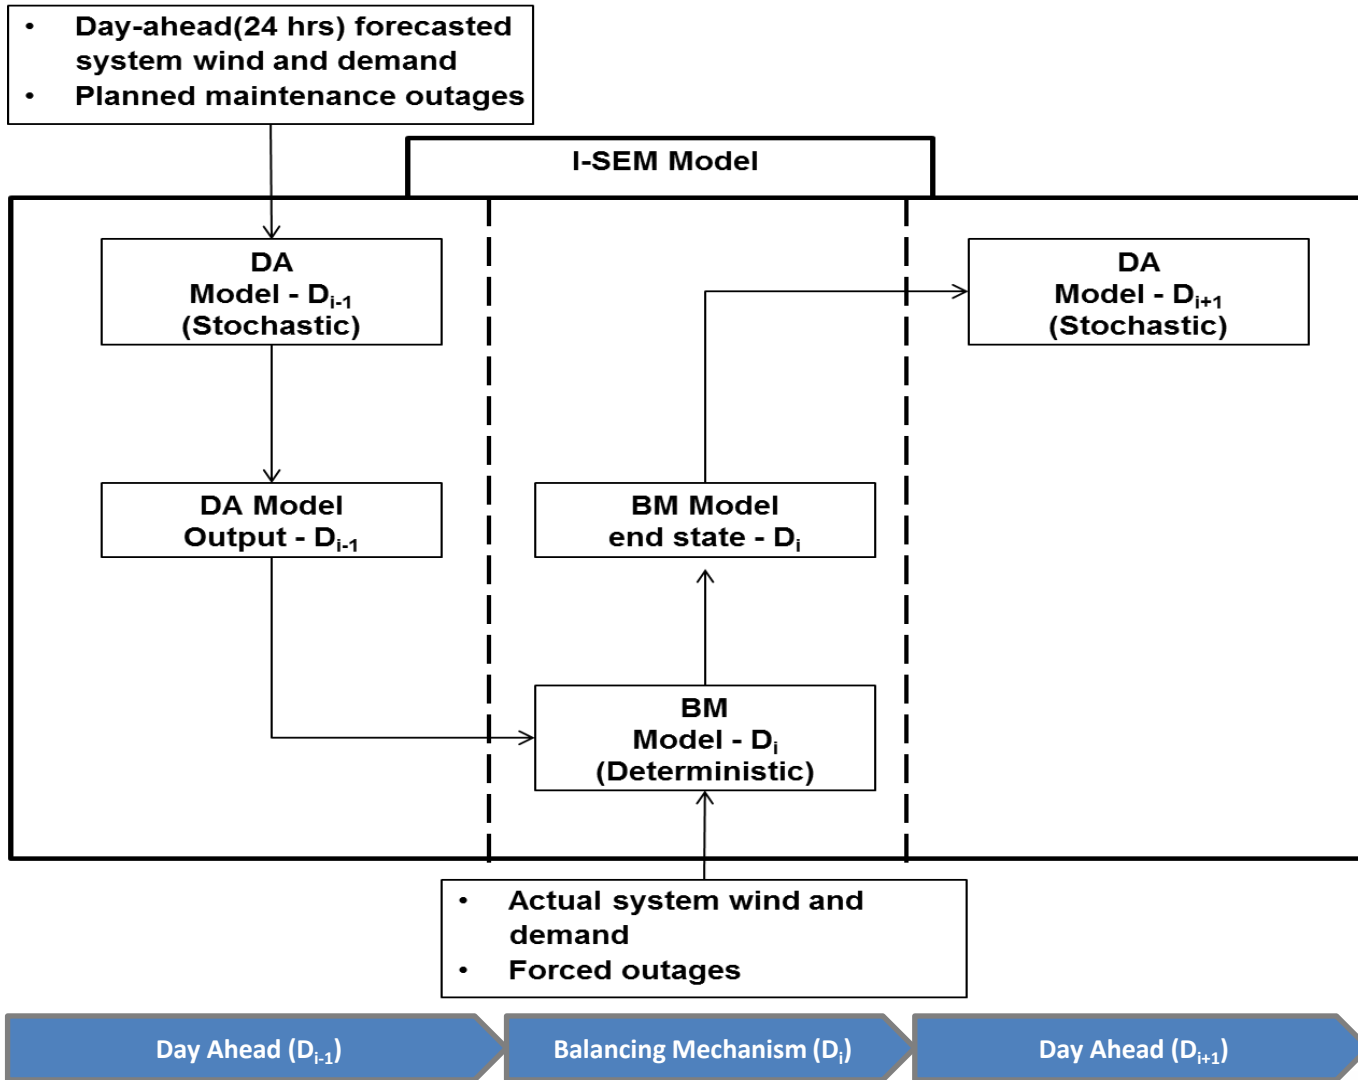 • Day-ahead(24 hrs) forecasted
system wind and demand
• Planned maintenance outages
I-SEM Model
DA
Model - Di-1
(Stochastic)
DA
Model - Di+1
(Stochastic)
DA Model
Output - Di-1
BM Model
end state - Di
BM
Model - Di
(Deterministic)
• Actual system wind and
demand
• Forced outages
Day Ahead (Di-1)
Balancing Mechanism (Di)
Day Ahead (Di+1)